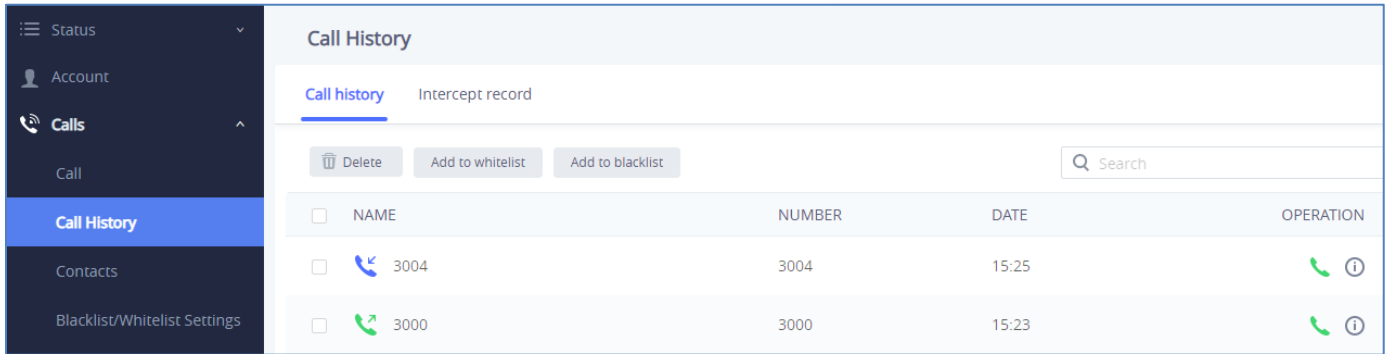 Status
Account
Calls
Call
Call History
Contacts
Blacklist/Whitelist Settings
Call History
Call history Intercept record
Delete Add to whitelist Add to blacklist Search
NAME NUMBER DATE OPERATION
3004 3004 15:25
3000 3000 15:23